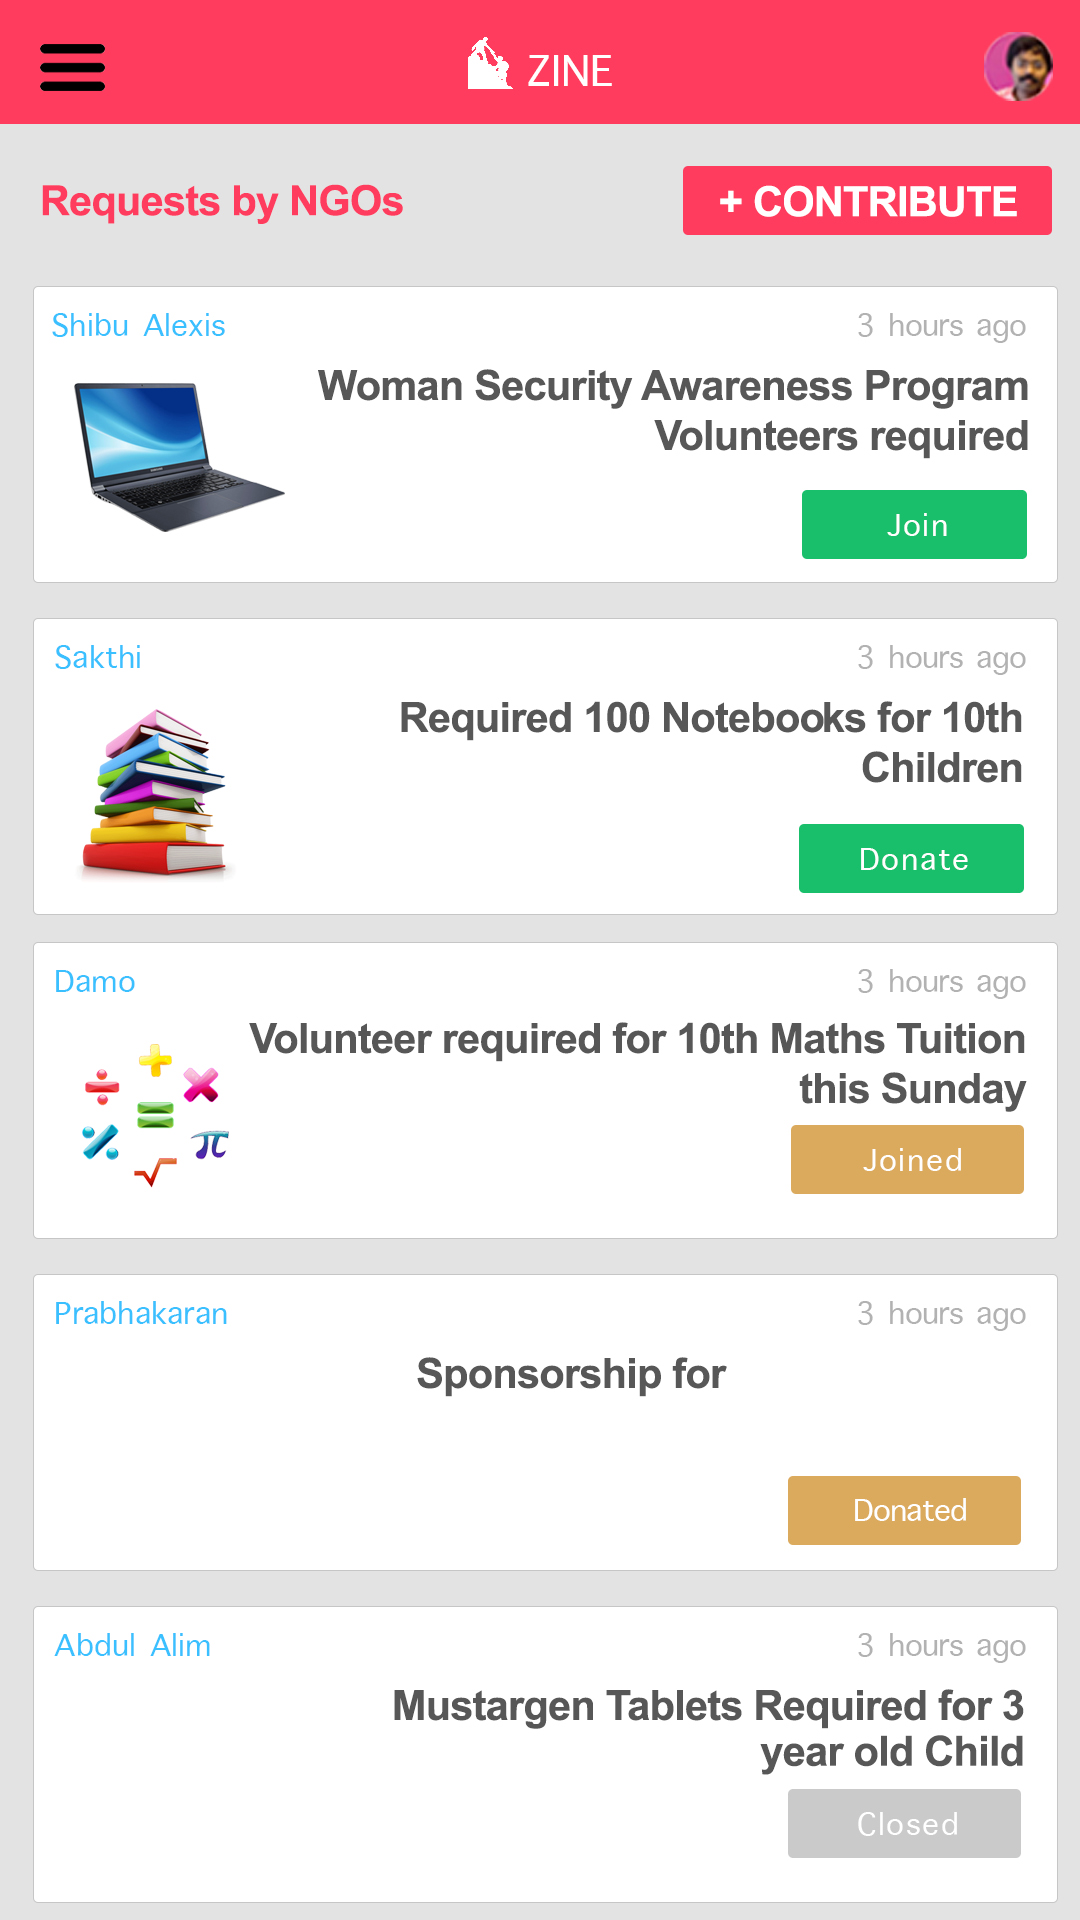 ZINE
Requests by NGOs
+ CONTRIBUTE
Shibu Alexis
3 hours ago
Woman Security Awareness Program
Volunteers required
Join
Sakthi
3 hours ago
Required 100 Notebooks for 10th
Children
Donate
Damo
3 hours ago
Volunteer required for 10th Maths Tuition
this Sunday
Joined
Prabhakaran
3 hours ago
Sponsorship for
Donated
Abdul Alim
3 hours ago
Mustargen Tablets Required for 3
year old Child
Closed